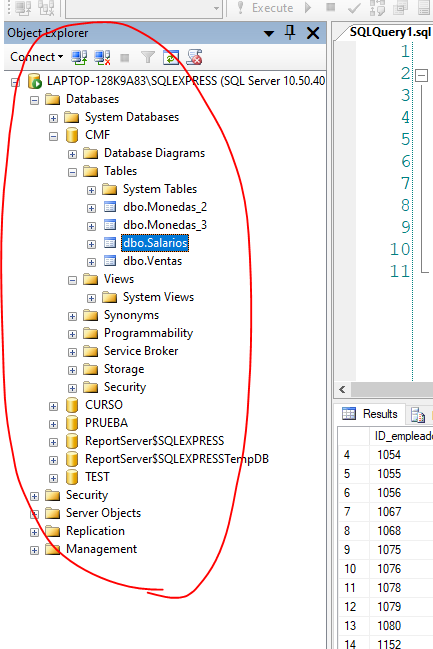 Execute
Object Explorer
SQLQuery1.sql
Connect
LAPTOP-128K9A83\SQLEXPRESS (SQL Server 10.50.40
Databases
System Databases
CMF
Database Diagrams
Tables
System Tables
dbo.Monedas_2
dbo.Monedas_3
dbo.Salarios
dbo.Ventas
Views
System Views
Synonyms
Programmability
Service Broker
Storage
Security
CURSO
PRUEBA
ReportServer$SQLEXPRESS
ReportServer$SQLEXPRESSTempDB
TEST
Security
Server Objects
Replication
Management
1
2
3
4
5
6
7
8
9
10
11
Results
ID_emplead
4 1054
5 1055
6 1056
7 1067
8 1068
9 1075
10 1076
11 1078
12 1079
13 1080
14 1152